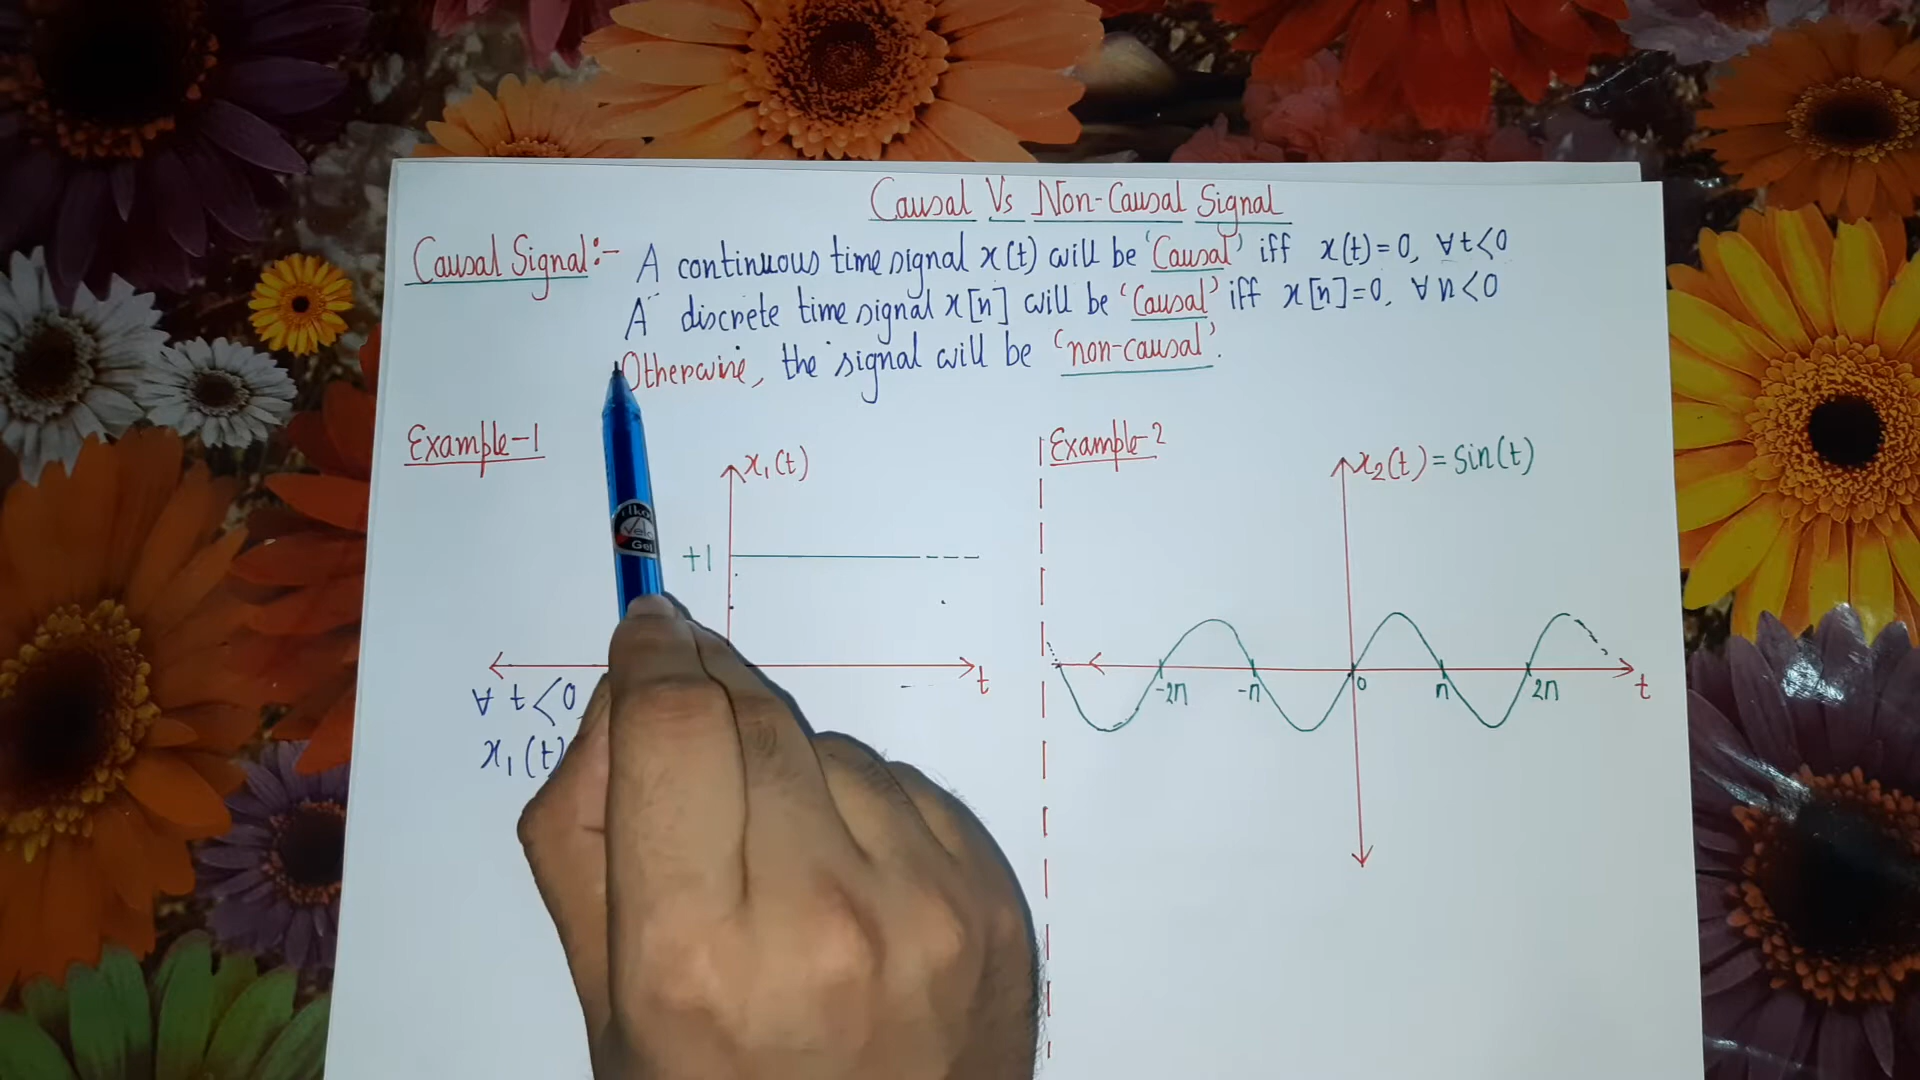 Causal Vs Non-Causal Signal
Causal Signal:- A continuous time signal x(t) will be 'Causal' iff x(t)=0, ∀ t<0
A discrete time signal x[n] will be 'Causal' iff x[n]=0, ∀ n<0
Otherwise, the signal will be 'non-causal'.
Example-1
x₁(t)
+1
t
∀ t<0,
x₁(t)
Example-2
x₂(t)=Sin(t)
-2π -π 0 π 2π t
Gel